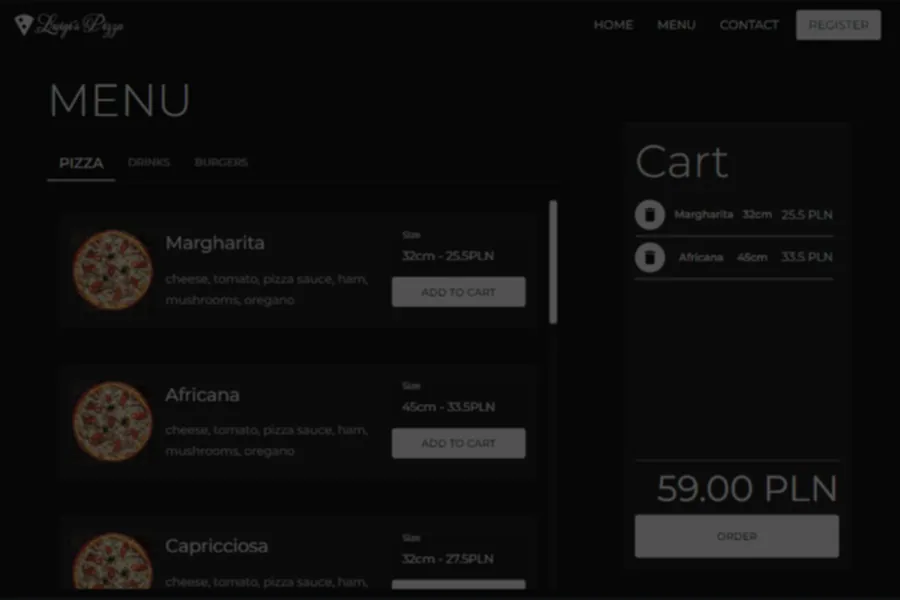 Luigi's Pizza
HOME MENU CONTACT REGISTER
MENU
PIZZA DRINKS BURGERS
Margharita
cheese, tomato, pizza sauce, ham,
mushrooms, oregano
Size
32cm - 25.5PLN
ADD TO CART
Africana
cheese, tomato, pizza sauce, ham,
mushrooms, oregano
Size
45cm - 33.5PLN
ADD TO CART
Capricciosa
cheese, tomato, pizza sauce, ham,
Size
32cm - 27.5PLN
Cart
Margharita 32cm 25.5 PLN
Africana 45cm 33.5 PLN
59.00 PLN
ORDER